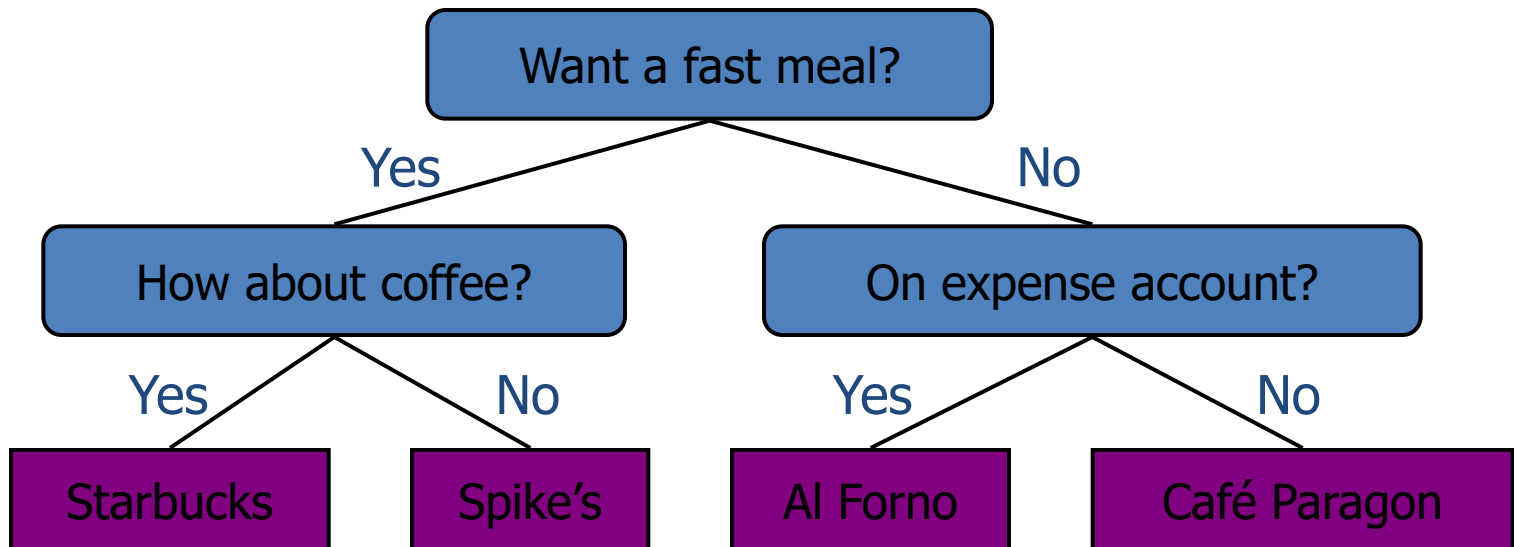 Want a fast meal?
Yes
No
How about coffee?
On expense account?
Yes
No
Yes
No
Starbucks
Spike’s
Al Forno
Café Paragon